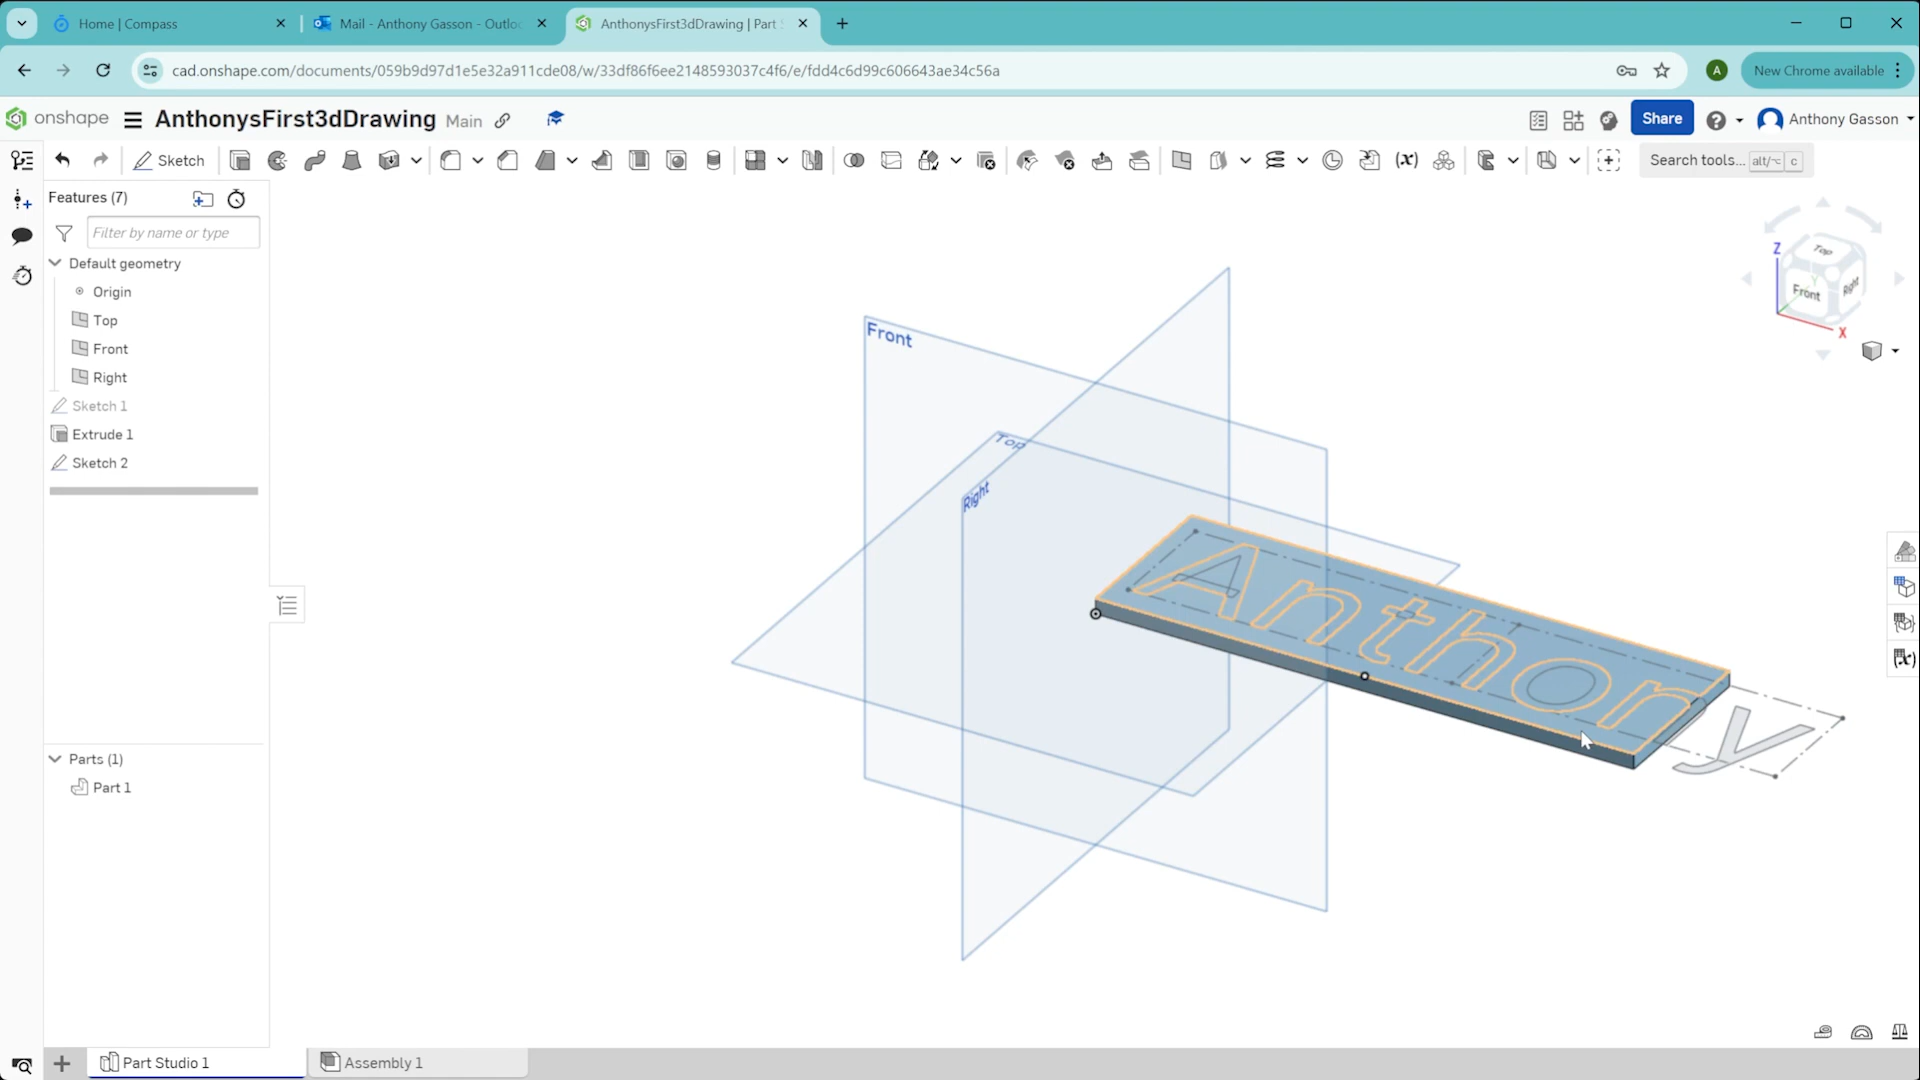 Home | Compass
Mail - Anthony Gasson - Outlo
AnthonysFirst3dDrawing | Part S
cad.onshape.com/documents/059b9d97d1e5e32a911cde08/w/33df86f6ee2148593037c4f6/e/fdd4c6d99c606643ae34c56a
A
New Chrome available
onshape
AnthonysFirst3dDrawing
Main
Share
Anthony Gasson
Sketch
(x)
Search tools...
alt/⌥
c
Features (7)
Filter by name or type
Default geometry
Origin
Top
Front
Right
Sketch 1
Extrude 1
Sketch 2
Front
Top
Right
Anthony
Z
Top
Y
Front
Right
X
Parts (1)
Part 1
(x)
Part Studio 1
Assembly 1